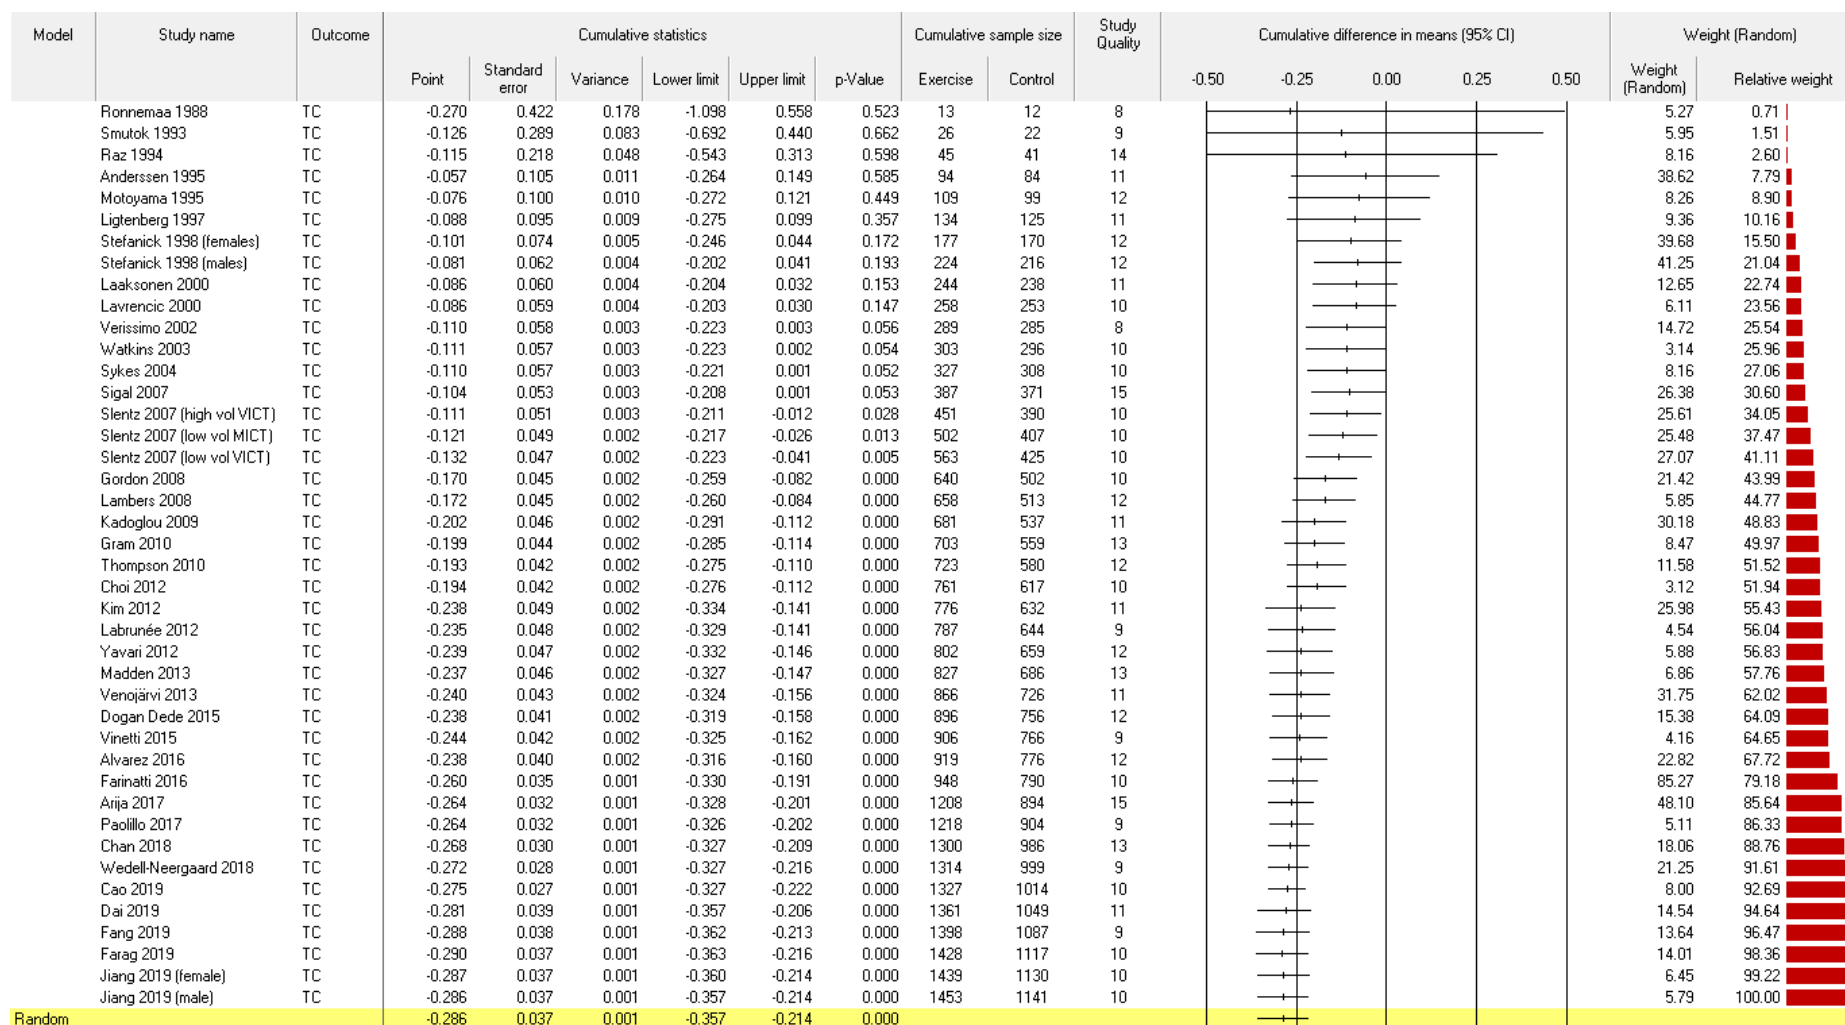 Model Study name Outcome Cumulative statistics Cumulative sample size Study Quality Cumulative difference in means (95% CI) Weight (Random)
Point Standard error Variance Lower limit Upper limit p-Value Exercise Control -0.50 -0.25 0.00 0.25 0.50 Weight (Random) Relative weight
Ronnemaa 1988 TC -0.270 0.422 0.178 -1.098 0.558 0.523 13 12 8 5.27 0.71
Smutok 1993 TC -0.126 0.289 0.083 -0.692 0.440 0.662 26 22 9 5.95 1.51
Raz 1994 TC -0.115 0.218 0.048 -0.543 0.313 0.598 45 41 14 8.16 2.60
Anderssen 1995 TC -0.057 0.105 0.011 -0.264 0.149 0.585 94 84 11 38.62 7.79
Motoyama 1995 TC -0.076 0.100 0.010 -0.272 0.121 0.449 109 99 12 8.26 8.90
Ligtenberg 1997 TC -0.088 0.095 0.009 -0.275 0.099 0.357 134 125 11 9.36 10.16
Stefanick 1998 (females) TC -0.101 0.074 0.005 -0.246 0.044 0.172 177 170 12 39.68 15.50
Stefanick 1998 (males) TC -0.081 0.062 0.004 -0.202 0.041 0.193 224 216 12 41.25 21.04
Laaksonen 2000 TC -0.086 0.060 0.004 -0.204 0.032 0.153 244 238 11 12.65 22.74
Lavrencic 2000 TC -0.086 0.059 0.004 -0.203 0.030 0.147 258 253 10 6.11 23.56
Verissimo 2002 TC -0.110 0.058 0.003 -0.223 0.003 0.056 289 285 8 14.72 25.54
Watkins 2003 TC -0.111 0.057 0.003 -0.223 0.002 0.054 303 296 10 3.14 25.96
Sykes 2004 TC -0.110 0.057 0.003 -0.221 0.001 0.052 327 308 10 8.16 27.06
Sigal 2007 TC -0.104 0.053 0.003 -0.208 0.001 0.053 387 371 15 26.38 30.60
Slentz 2007 (high vol VICT) TC -0.111 0.051 0.003 -0.211 -0.012 0.028 451 390 10 25.61 34.05
Slentz 2007 (low vol MICT) TC -0.121 0.049 0.002 -0.217 -0.026 0.013 502 407 10 25.48 37.47
Slentz 2007 (low vol VICT) TC -0.132 0.047 0.002 -0.223 -0.041 0.005 563 425 10 27.07 41.11
Gordon 2008 TC -0.170 0.045 0.002 -0.259 -0.082 0.000 640 502 10 21.42 43.99
Lambers 2008 TC -0.172 0.045 0.002 -0.260 -0.084 0.000 658 513 12 5.85 44.77
Kadoglou 2009 TC -0.202 0.046 0.002 -0.291 -0.112 0.000 681 537 11 30.18 48.83
Gram 2010 TC -0.199 0.044 0.002 -0.285 -0.114 0.000 703 559 13 8.47 49.97
Thompson 2010 TC -0.193 0.042 0.002 -0.275 -0.110 0.000 723 580 12 11.58 51.52
Choi 2012 TC -0.194 0.042 0.002 -0.276 -0.112 0.000 761 617 10 3.12 51.94
Kim 2012 TC -0.238 0.049 0.002 -0.334 -0.141 0.000 776 632 11 25.98 55.43
Labrunée 2012 TC -0.235 0.048 0.002 -0.329 -0.141 0.000 787 644 9 4.54 56.04
Yavari 2012 TC -0.239 0.047 0.002 -0.332 -0.146 0.000 802 659 12 5.88 56.83
Madden 2013 TC -0.237 0.046 0.002 -0.327 -0.147 0.000 827 686 13 6.86 57.76
Venojärvi 2013 TC -0.240 0.043 0.002 -0.324 -0.156 0.000 866 726 11 31.75 62.02
Dogan Dede 2015 TC -0.238 0.041 0.002 -0.319 -0.158 0.000 896 756 12 15.38 64.09
Vinetti 2015 TC -0.244 0.042 0.002 -0.325 -0.162 0.000 906 766 9 4.16 64.65
Alvarez 2016 TC -0.238 0.040 0.002 -0.316 -0.160 0.000 919 776 12 22.82 67.72
Farinatti 2016 TC -0.260 0.035 0.001 -0.330 -0.191 0.000 948 790 10 85.27 79.18
Arija 2017 TC -0.264 0.032 0.001 -0.328 -0.201 0.000 1208 894 15 48.10 85.64
Paolillo 2017 TC -0.264 0.032 0.001 -0.326 -0.202 0.000 1218 904 9 5.11 86.33
Chan 2018 TC -0.268 0.030 0.001 -0.327 -0.209 0.000 1300 986 13 18.06 88.76
Wedell-Neergaard 2018 TC -0.272 0.028 0.001 -0.327 -0.216 0.000 1314 999 9 21.25 91.61
Cao 2019 TC -0.275 0.027 0.001 -0.327 -0.222 0.000 1327 1014 10 8.00 92.69
Dai 2019 TC -0.281 0.039 0.001 -0.357 -0.206 0.000 1361 1049 11 14.54 94.64
Fang 2019 TC -0.288 0.038 0.001 -0.362 -0.213 0.000 1398 1087 9 13.64 96.47
Farag 2019 TC -0.290 0.037 0.001 -0.363 -0.216 0.000 1428 1117 10 14.01 98.36
Jiang 2019 (female) TC -0.287 0.037 0.001 -0.360 -0.214 0.000 1439 1130 10 6.45 99.22
Jiang 2019 (male) TC -0.286 0.037 0.001 -0.357 -0.214 0.000 1453 1141 10 5.79 100.00
Random -0.286 0.037 0.001 -0.357 -0.214 0.000